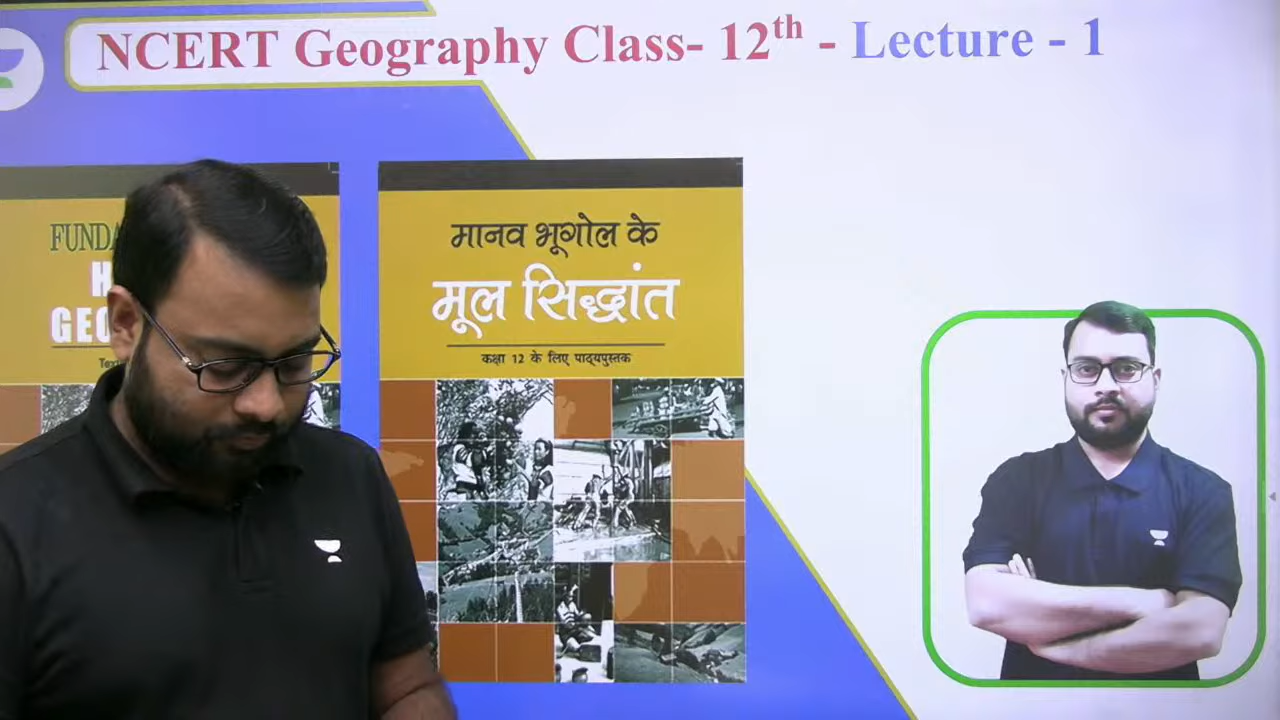 NCERT Geography Class- 12th - Lecture - 1
मानव भूगोल के
मूल सिद्धांत
कक्षा 12 के लिए पाठ्यपुस्तक